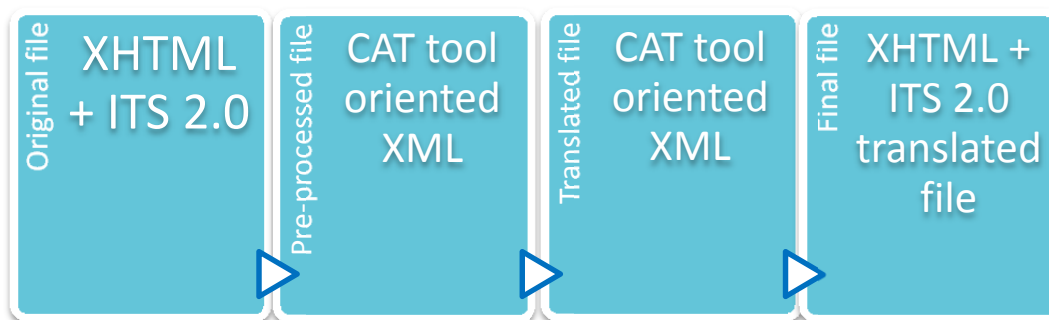 Original file
XHTML
+ ITS 2.0
Pre-processed file
CAT tool
oriented
XML
Translated file
CAT tool
oriented
XML
Final file
XHTML +
ITS 2.0
translated
file